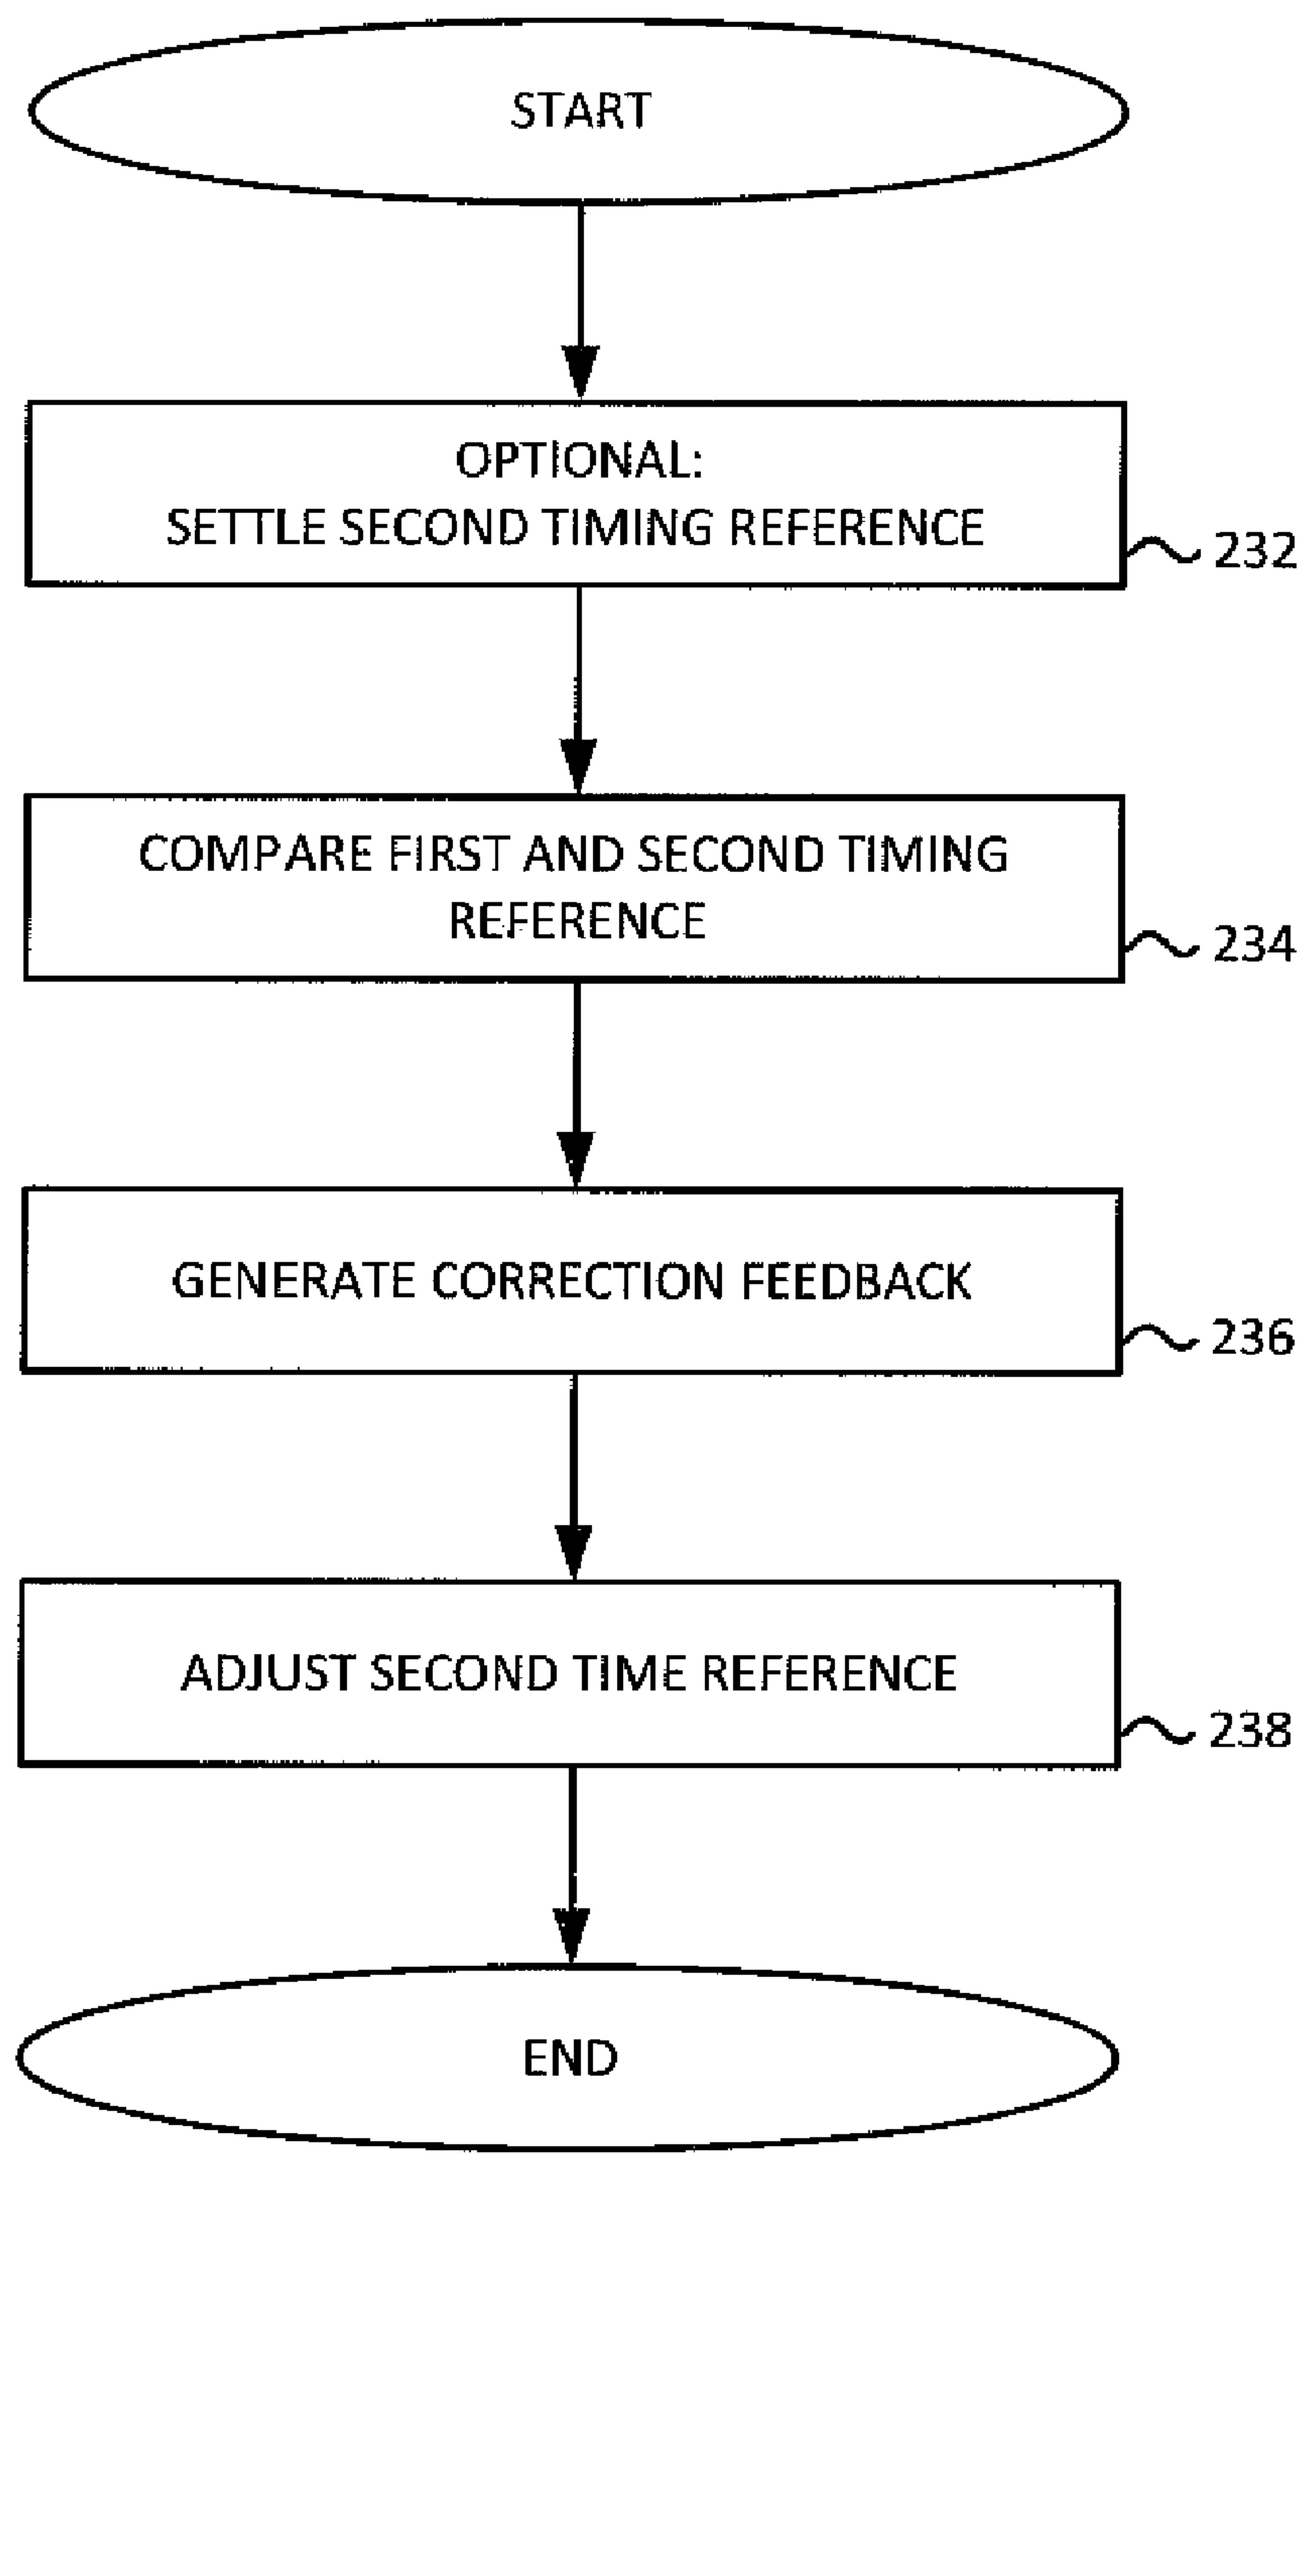 START
OPTIONAL:
SETTLE SECOND TIMING REFERENCE
232
COMPARE FIRST AND SECOND TIMING
REFERENCE
234
GENERATE CORRECTION FEEDBACK
236
ADJUST SECOND TIME REFERENCE
238
END